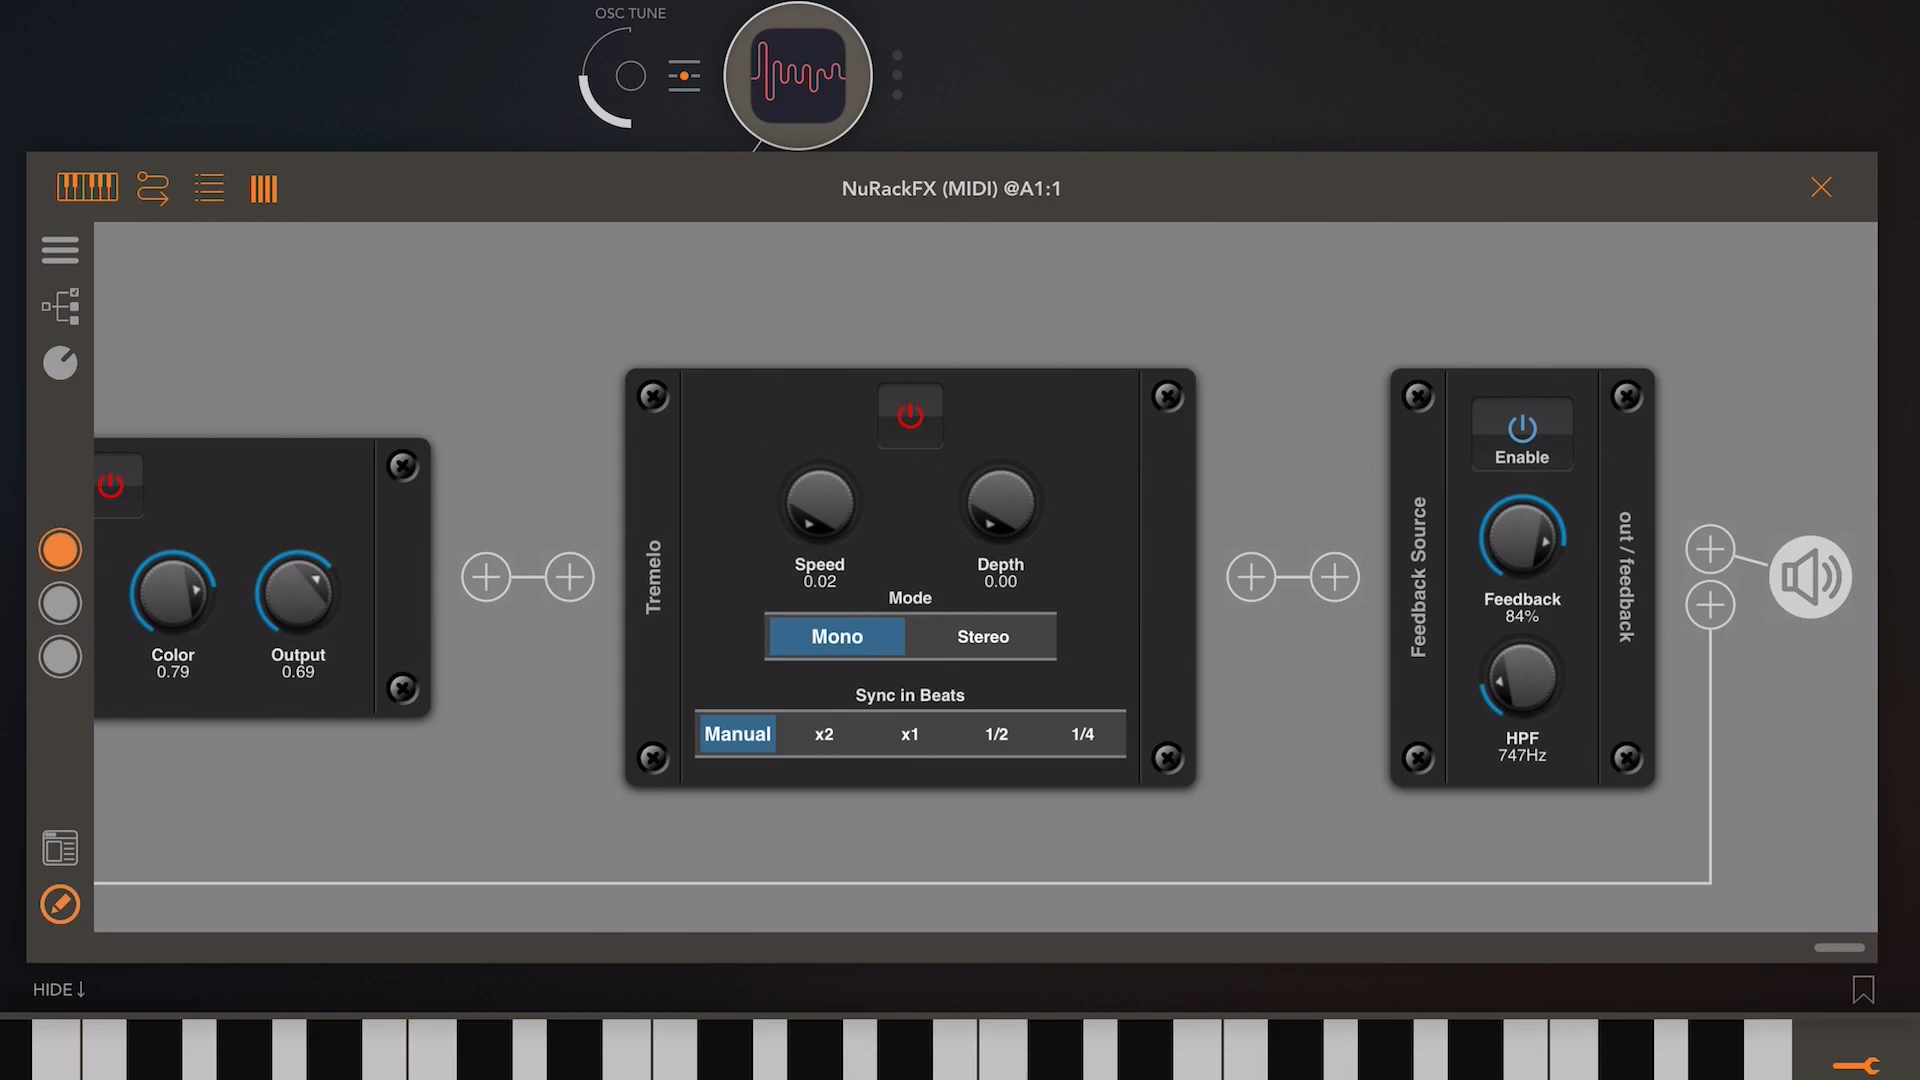 OSC TUNE
NuRackFX (MIDI) @A1:1
Color
0.79
Output
0.69
Tremelo
Speed
0.02
Depth
0.00
Mode
Mono
Stereo
Sync in Beats
Manual
x2
x1
1/2
1/4
Feedback Source
Enable
Feedback
84%
HPF
747Hz
out / feedback
HIDE↓